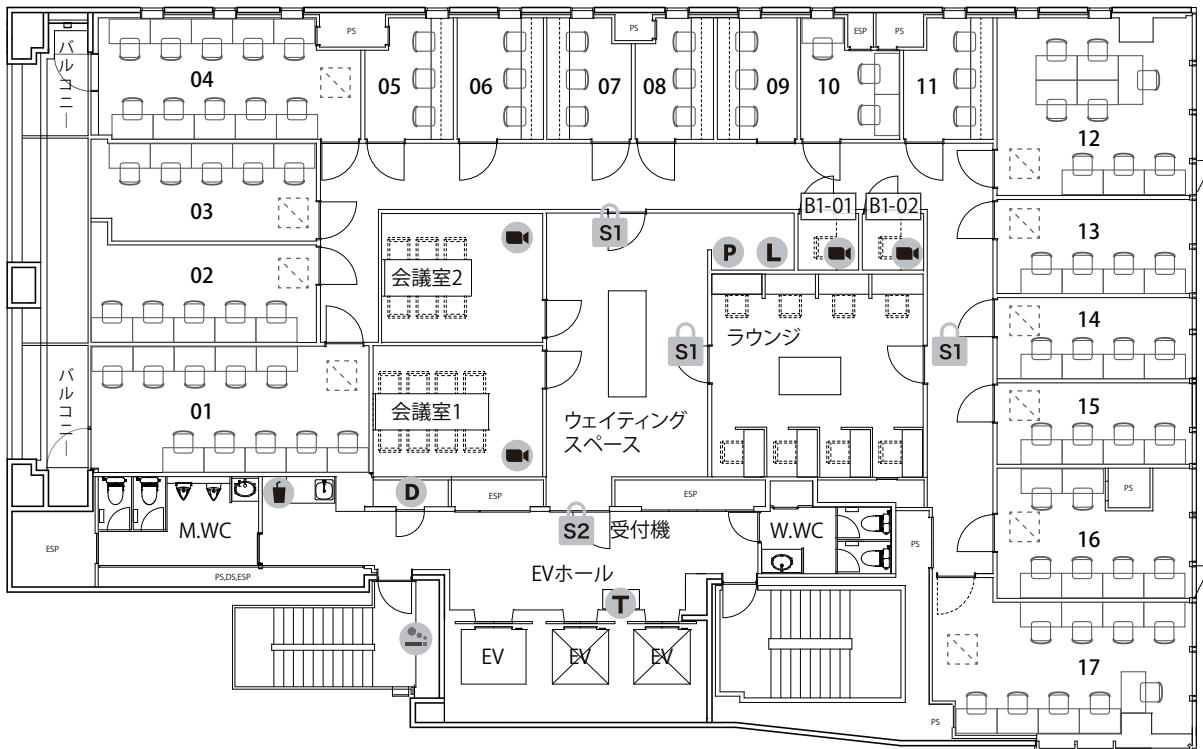 PS
PS
ESP
PS
バルコニー
04
05
06
07
08
09
10
11
12
03
B1-01
B1-02
S1
P
L
13
02
会議室2
ラウンジ
S1
S1
14
バルコニー
01
会議室1
ウェイティング
スペース
15
D
ESP
ESP
PS
M.WC
S2
受付機
W.WC
16
ESP
PS
PS,DS,ESP
EVホール
T
EV
EV
EV
17
PS